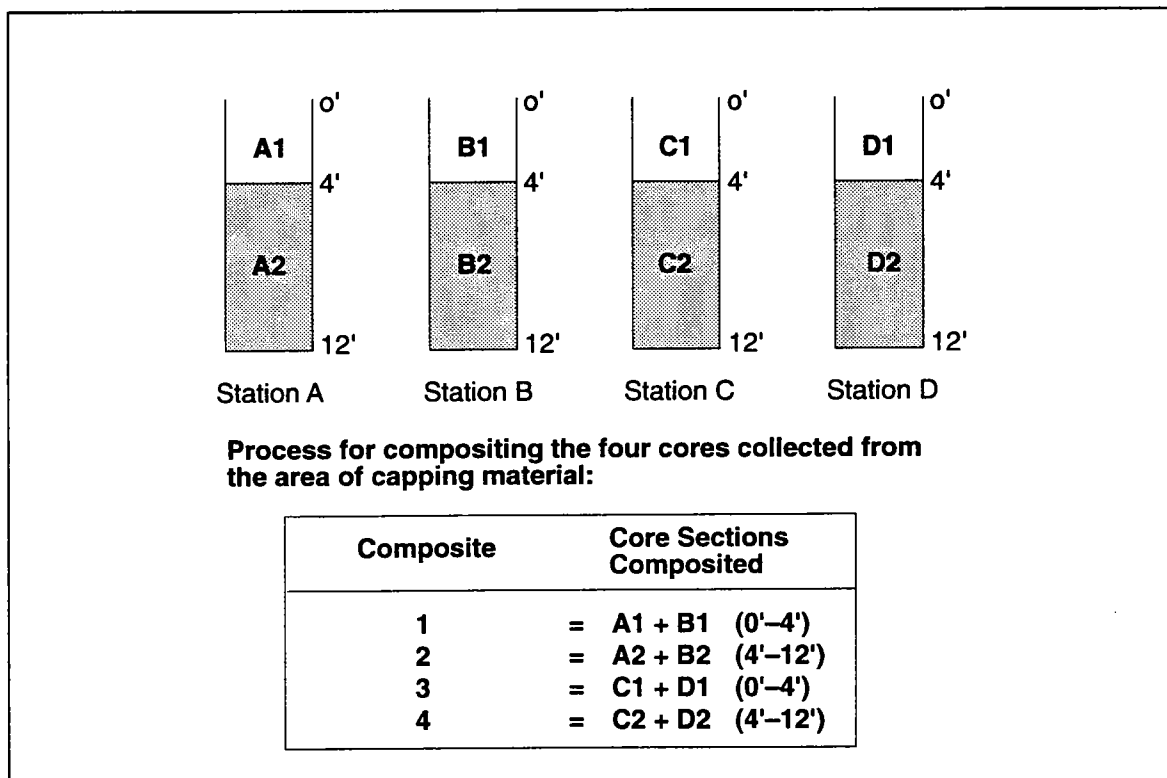 o' o' o' o'
A1 B1 C1 D1
4' 4' 4' 4'
A2 B2 C2 D2
12' 12' 12' 12'
Station A Station B Station C Station D
Process for compositing the four cores collected from
the area of capping material:
Composite Core Sections
Composited
1 = A1 + B1 (0'–4')
2 = A2 + B2 (4'–12')
3 = C1 + D1 (0'–4')
4 = C2 + D2 (4'–12')